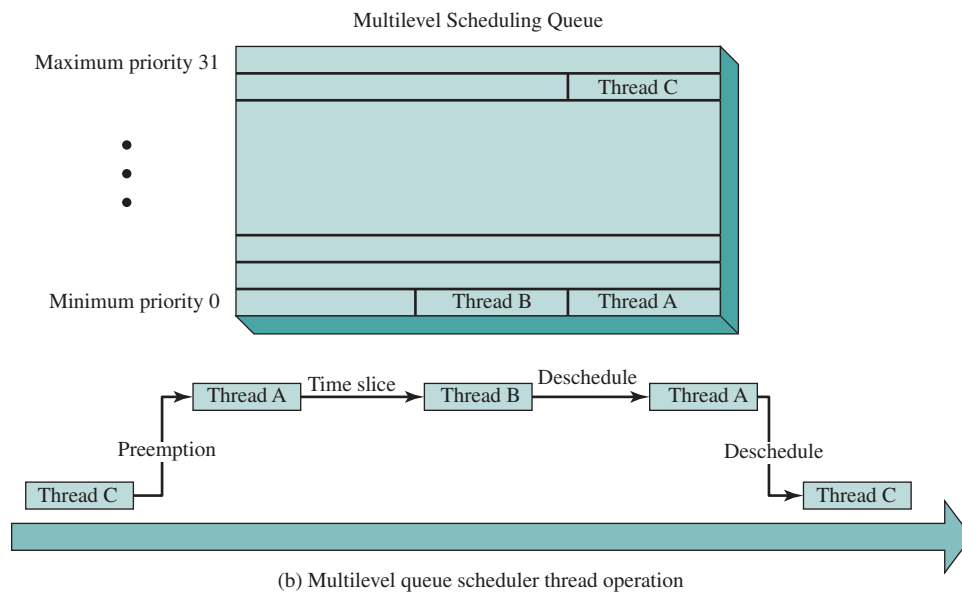 Multilevel Scheduling Queue
Maximum priority 31
Thread C
Minimum priority 0
Thread B
Thread A
Thread A
Time slice
Thread B
Deschedule
Thread A
Preemption
Deschedule
Thread C
Thread C
(b) Multilevel queue scheduler thread operation